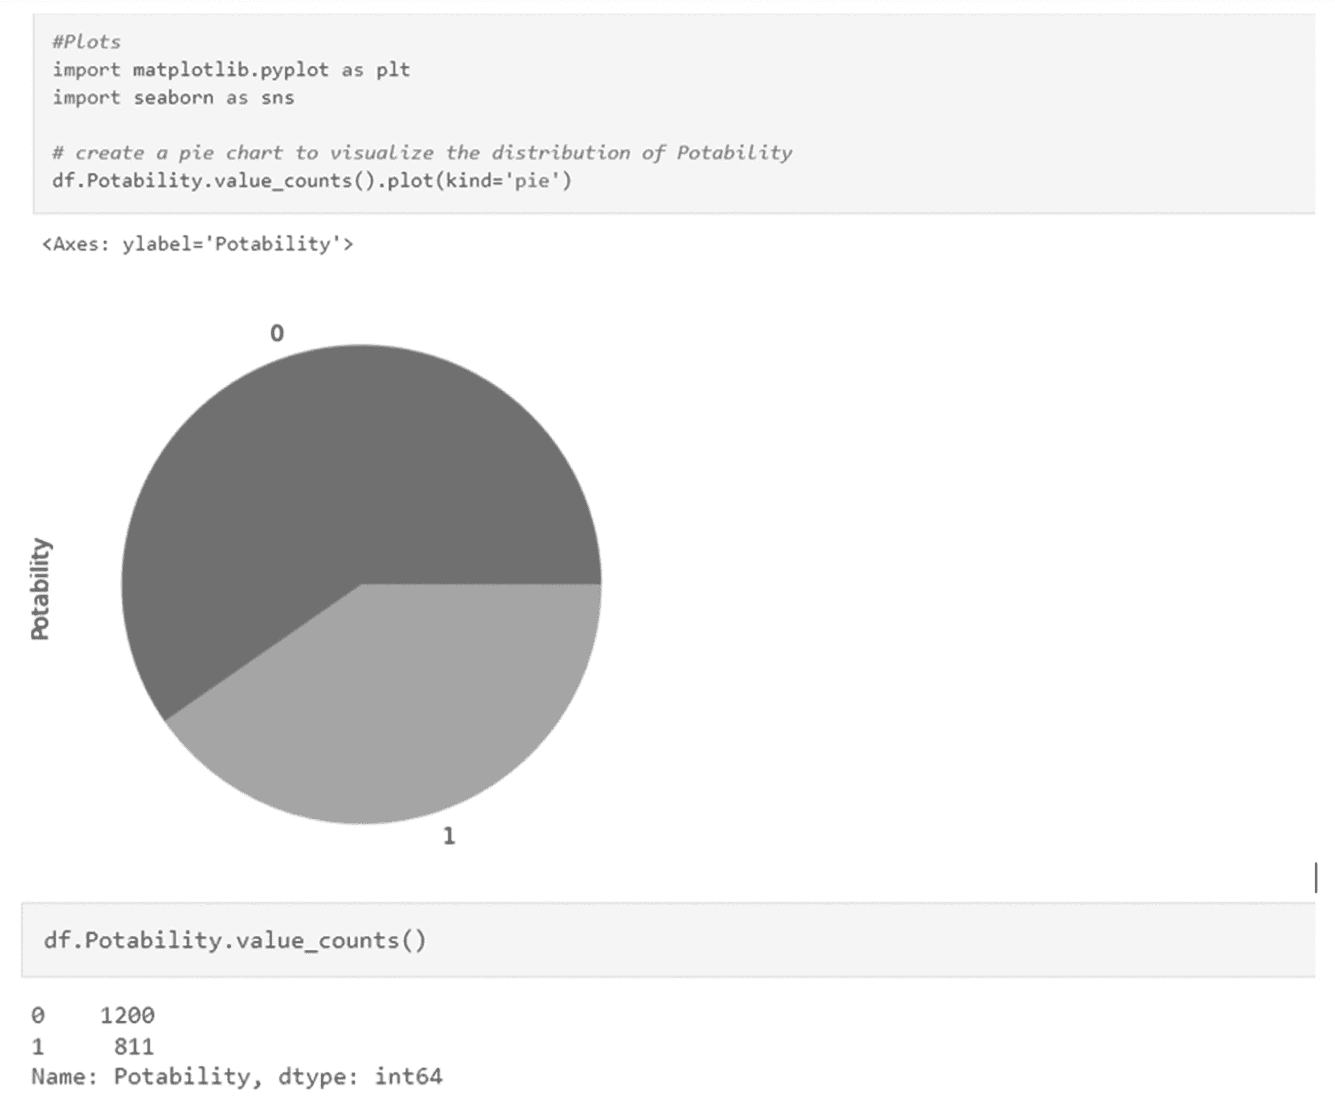 #Plots
import matplotlib.pyplot as plt
import seaborn as sns
# create a pie chart to visualize the distribution of Potability
df.Potability.value_counts().plot(kind='pie')
<Axes: ylabel='Potability'>
0
Potability
1
df.Potability.value_counts()
0    1200
1     811
Name: Potability, dtype: int64